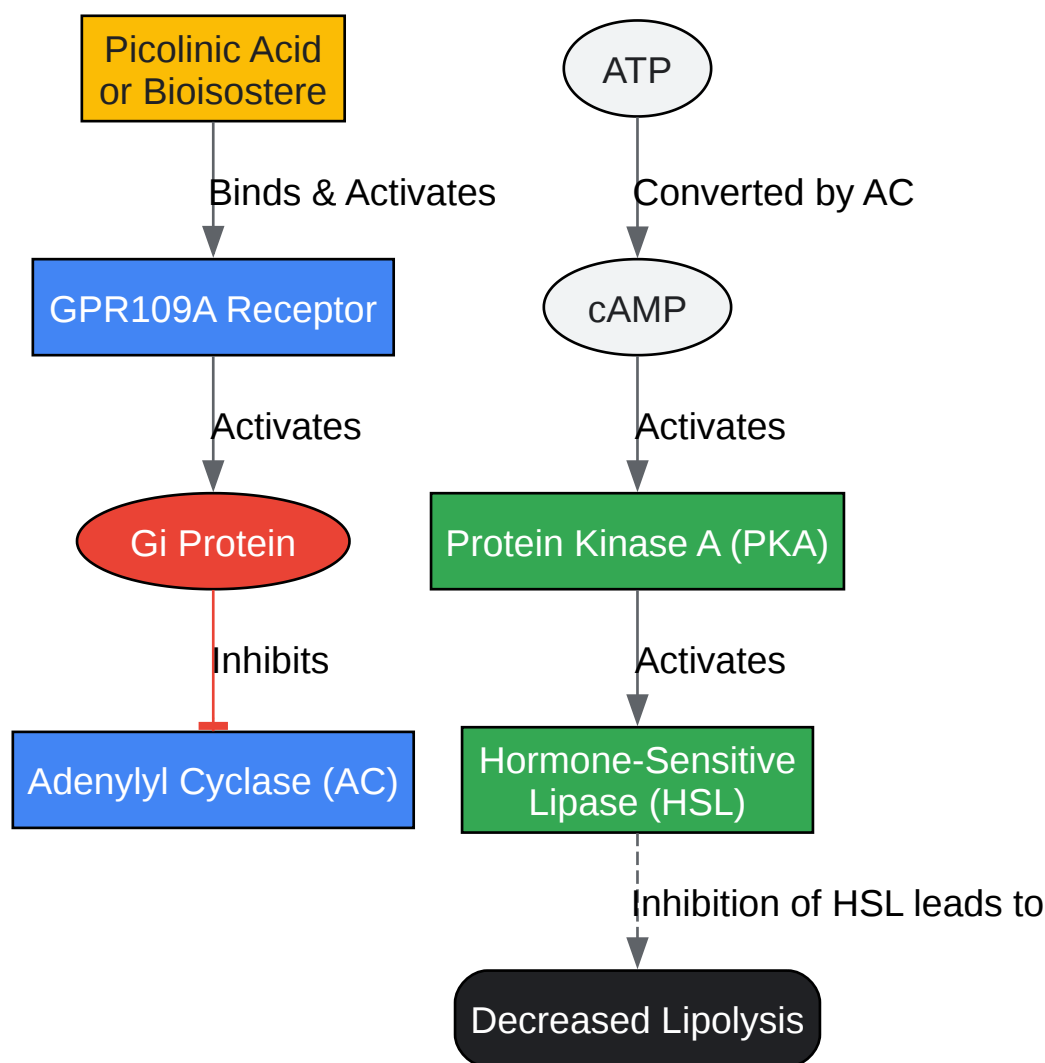 Picolinic Acid
or Bioisostere
Binds & Activates
GPR109A Receptor
Activates
Gi Protein
Inhibits
Adenylyl Cyclase (AC)
ATP
Converted by AC
cAMP
Activates
Protein Kinase A (PKA)
Activates
Hormone-Sensitive
Lipase (HSL)
Inhibition of HSL leads to
Decreased Lipolysis